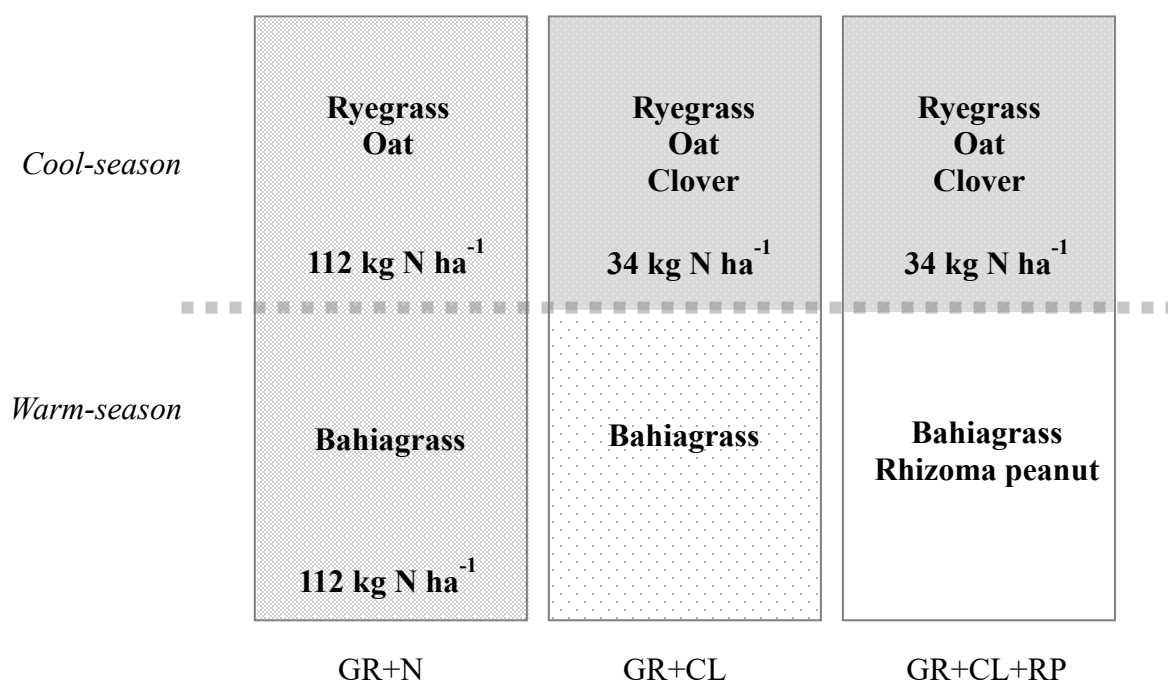 Cool-season
Ryegrass
Oat
112 kg N ha⁻¹
Ryegrass
Oat
Clover
34 kg N ha⁻¹
Ryegrass
Oat
Clover
34 kg N ha⁻¹
Warm-season
Bahiagrass
112 kg N ha⁻¹
Bahiagrass
Bahiagrass
Rhizoma peanut
GR+N
GR+CL
GR+CL+RP